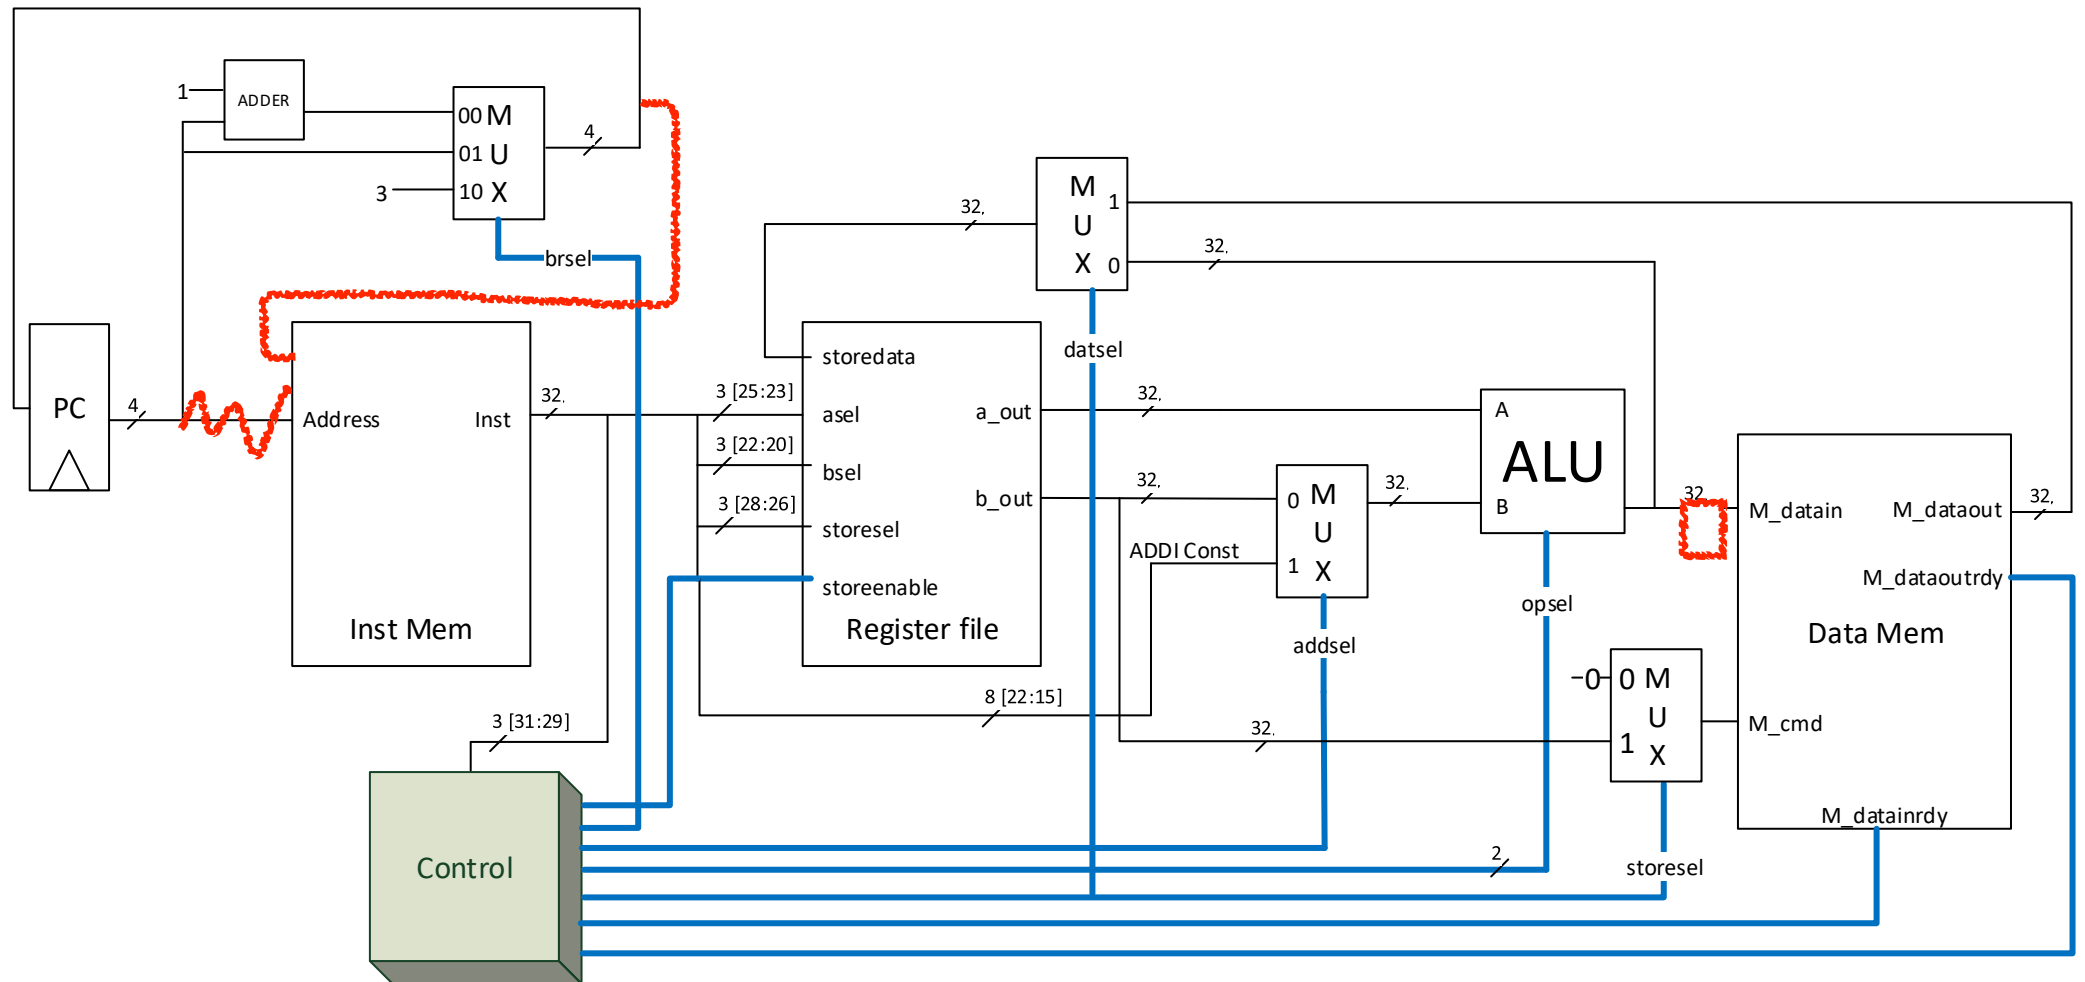 1
ADDER
00 M
01 U
10 X
3
4
brsel
PC
4
Address
Inst
Inst Mem
32
3 [25:23]
3 [22:20]
3 [28:26]
storedata
asel
bsel
storesel
storeenable
a_out
b_out
Register file
32
M
U
X
1
0
32
datsel
32
32
ADDI Const
0 M
U
1 X
32
addsel
8 [22:15]
32
A
ALU
B
opsel
32
-0
0 M
U
1 X
storesel
M_datain
M_dataout
32
M_dataoutrdy
Data Mem
M_cmd
M_datainrdy
3 [31:29]
Control
2